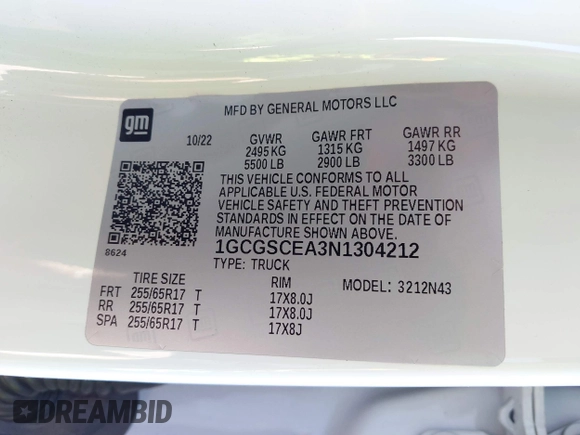 gm
MFD BY GENERAL MOTORS LLC
10/22 GVWR GAWR FRT GAWR RR
2495 KG 1315 KG 1497 KG
5500 LB 2900 LB 3300 LB
THIS VEHICLE CONFORMS TO ALL
APPLICABLE U.S. FEDERAL MOTOR
VEHICLE SAFETY AND THEFT PREVENTION
STANDARDS IN EFFECT ON THE DATE OF
MANUFACTURE SHOWN ABOVE.
8624 1GCGSCEA3N1304212
TYPE: TRUCK
TIRE SIZE RIM MODEL: 3212N43
FRT 255/65R17 T 17X8.0J
RR 255/65R17 T 17X8.0J
SPA 255/65R17 T 17X8J
DREAMBID